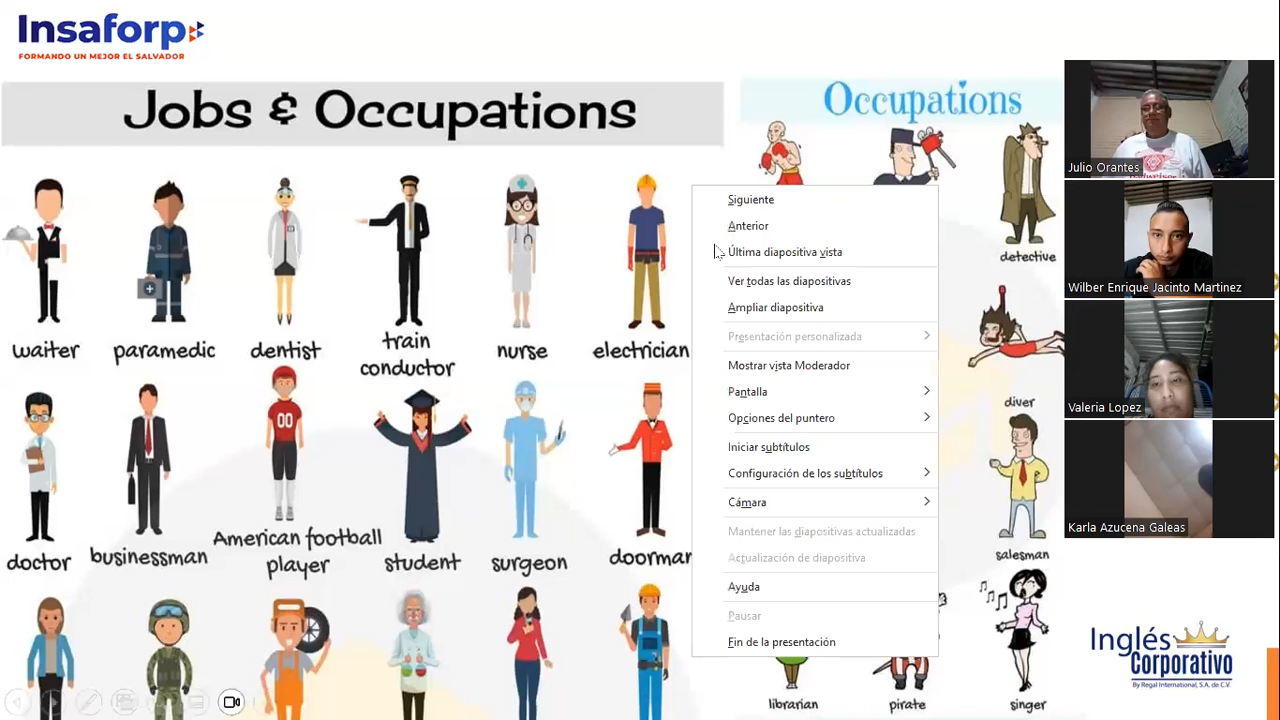 Insaforp
FORMANDO UN MEJOR EL SALVADOR
Jobs & Occupations
waiter
paramedic
dentist
train
conductor
nurse
electrician
doctor
businessman
American football
player
student
surgeon
doorman
Occupations
detective
diver
salesman
librarian
pirate
singer
Siguiente
Anterior
Última diapositiva vista
Ver todas las diapositivas
Ampliar diapositiva
Presentación personalizada
Mostrar vista Moderador
Pantalla
Opciones del puntero
Iniciar subtítulos
Configuración de los subtítulos
Cámara
Mantener las diapositivas actualizadas
Actualización de diapositiva
Ayuda
Pausar
Fin de la presentación
Julio Orantes
Wilber Enrique Jacinto Martinez
Valeria Lopez
Karla Azucena Galeas
Inglés
Corporativo
By Regal International, S.A. de C.V.
00